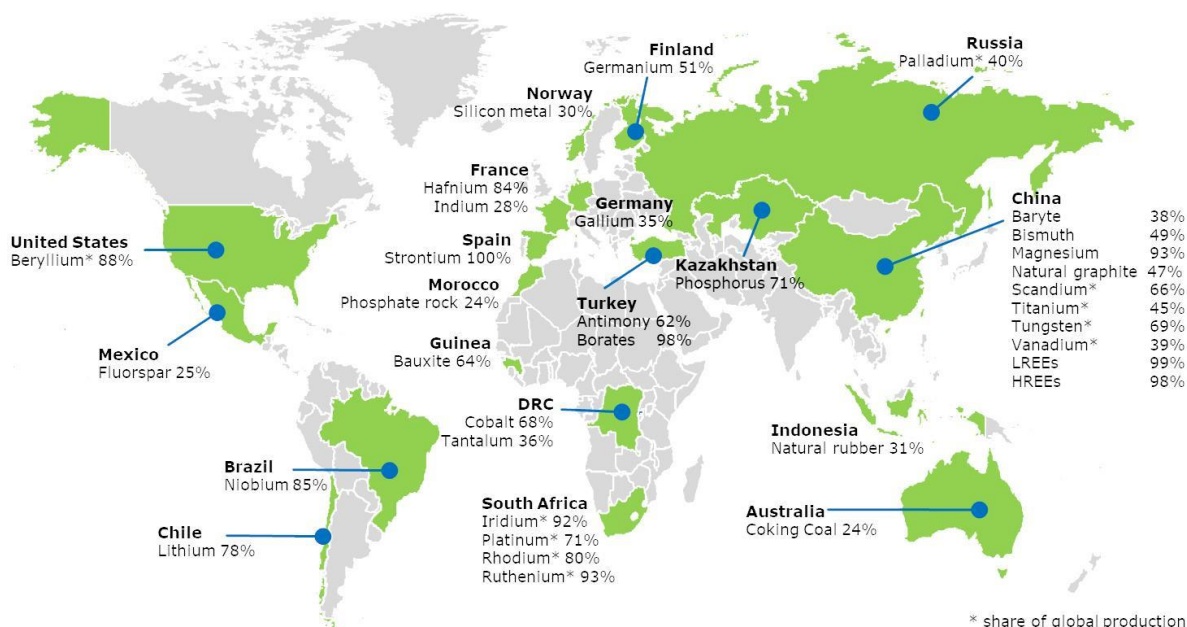 Finland
Germanium 51%
Russia
Palladium* 40%
Norway
Silicon metal 30%
France
Hafnium 84%
Indium 28%
Germany
Gallium 35%
United States
Beryllium* 88%
Spain
Strontium 100%
Kazakhstan
Phosphorus 71%
China
Baryte 38%
Bismuth 49%
Magnesium 93%
Natural graphite 47%
Scandium* 66%
Titanium* 45%
Tungsten* 69%
Vanadium* 39%
LREEs 99%
HREEs 98%
Morocco
Phosphate rock 24%
Turkey
Antimony 62%
Borates 98%
Mexico
Fluorspar 25%
Guinea
Bauxite 64%
DRC
Cobalt 68%
Tantalum 36%
Indonesia
Natural rubber 31%
Brazil
Niobium 85%
Chile
Lithium 78%
South Africa
Iridium* 92%
Platinum* 71%
Rhodium* 80%
Ruthenium* 93%
Australia
Coking Coal 24%
* share of global production